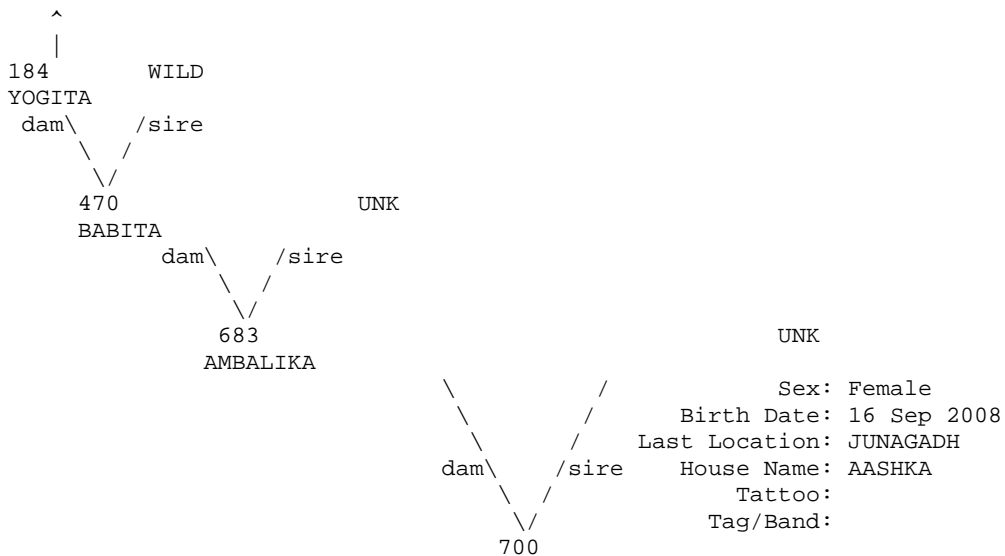 ^
|
184 WILD
YOGITA
dam\ /sire
\ /
\/
470 UNK
BABITA
dam\ /sire
\ /
\/
683 UNK
AMBALIKA
\ / Sex: Female
\ / Birth Date: 16 Sep 2008
\ / Last Location: JUNAGADH
dam\ /sire House Name: AASHKA
\ / Tattoo:
\/ Tag/Band:
700